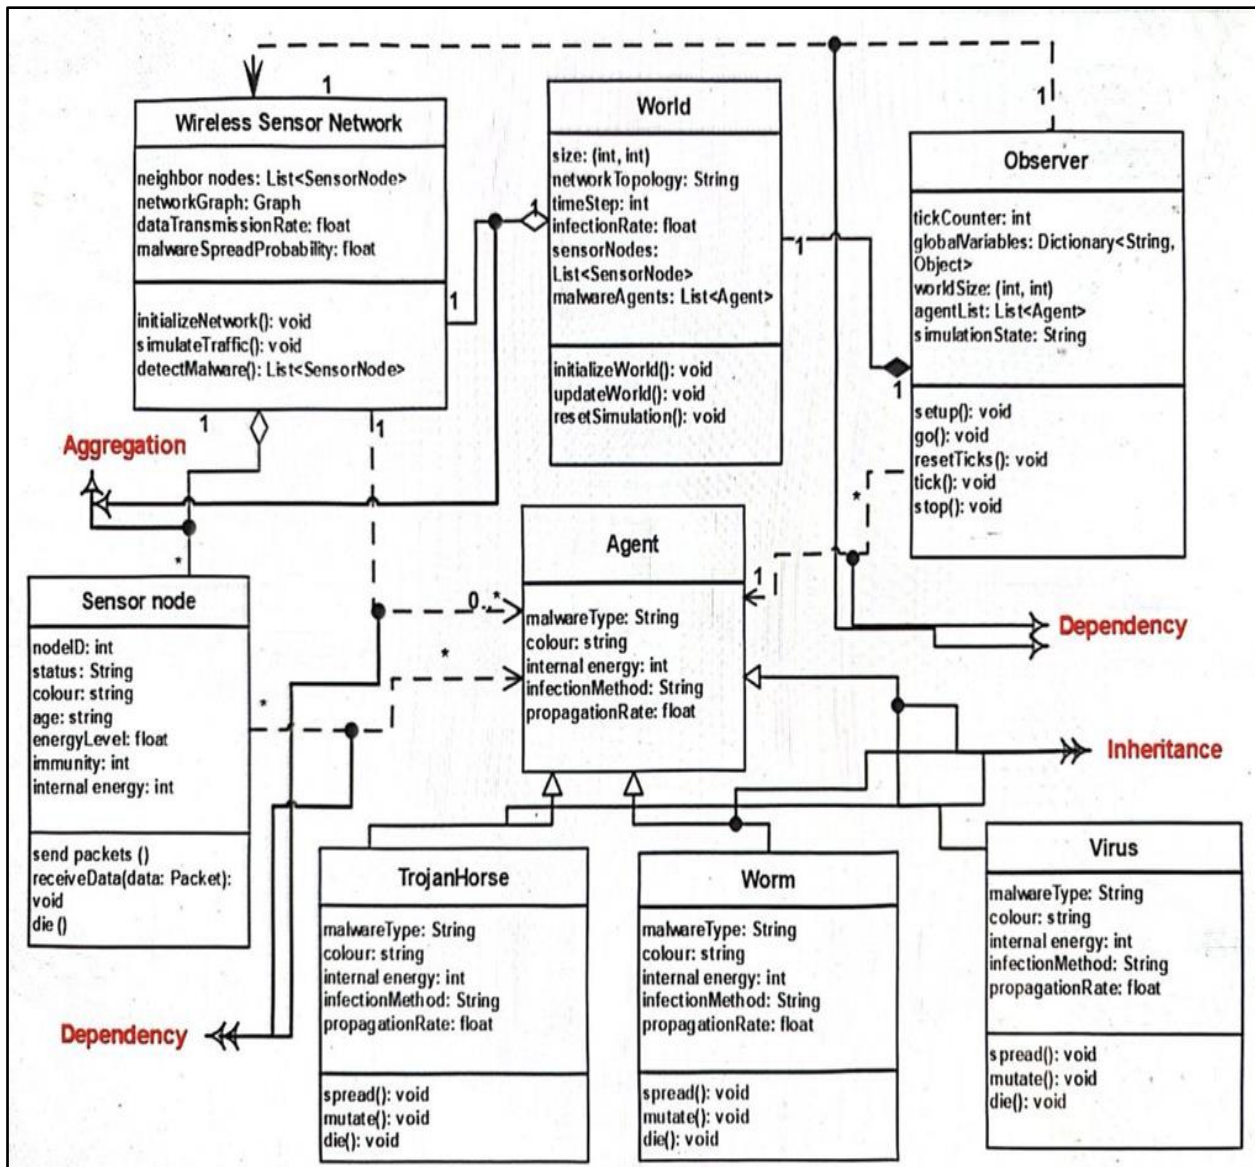 1
Wireless Sensor Network
neighbor nodes: List<SensorNode>
networkGraph: Graph
dataTransmissionRate: float
malwareSpreadProbability: float
initializeNetwork(): void
simulateTraffic(): void
detectMalware(): List<SensorNode>
1
1
1
World
size: (int, int)
networkTopology: String
timeStep: int
infectionRate: float
sensorNodes:
List<SensorNode>
malwareAgents: List<Agent>
initializeWorld(): void
updateWorld(): void
resetSimulation(): void
1
1
1
Observer
tickCounter: int
globalVariables: Dictionary<String,
Object>
worldSize: (int, int)
agentList: List<Agent>
simulationState: String
setup(): void
go(): void
resetTicks(): void
tick(): void
stop(): void
1
*
Aggregation
*
Sensor node
nodeID: int
status: String
colour: string
age: string
energyLevel: float
immunity: int
internal energy: int
send packets ()
receiveData(data: Packet):
void
die ()
*
Agent
malwareType: String
colour: string
internal energy: int
infectionMethod: String
propagationRate: float
0..*
*
1
Dependency
Inheritance
Dependency
TrojanHorse
malwareType: String
colour: string
internal energy: int
infectionMethod: String
propagationRate: float
spread(): void
mutate(): void
die(): void
Worm
malwareType: String
colour: string
internal energy: int
infectionMethod: String
propagationRate: float
spread(): void
mutate(): void
die(): void
Virus
malwareType: String
colour: string
internal energy: int
infectionMethod: String
propagationRate: float
spread(): void
mutate(): void
die(): void